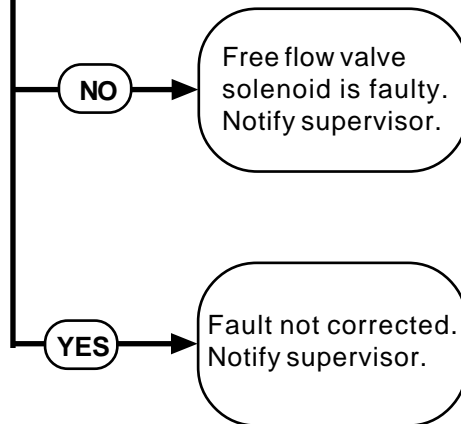 NO
Free flow valve
solenoid is faulty.
Notify supervisor.
YES
Fault not corrected.
Notify supervisor.